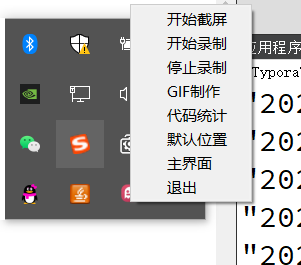 开始截屏
开始录制
停止录制
GIF制作
代码统计
默认位置
主界面
退出
应用程序
Typora
"202
"202
"202
"202
"202